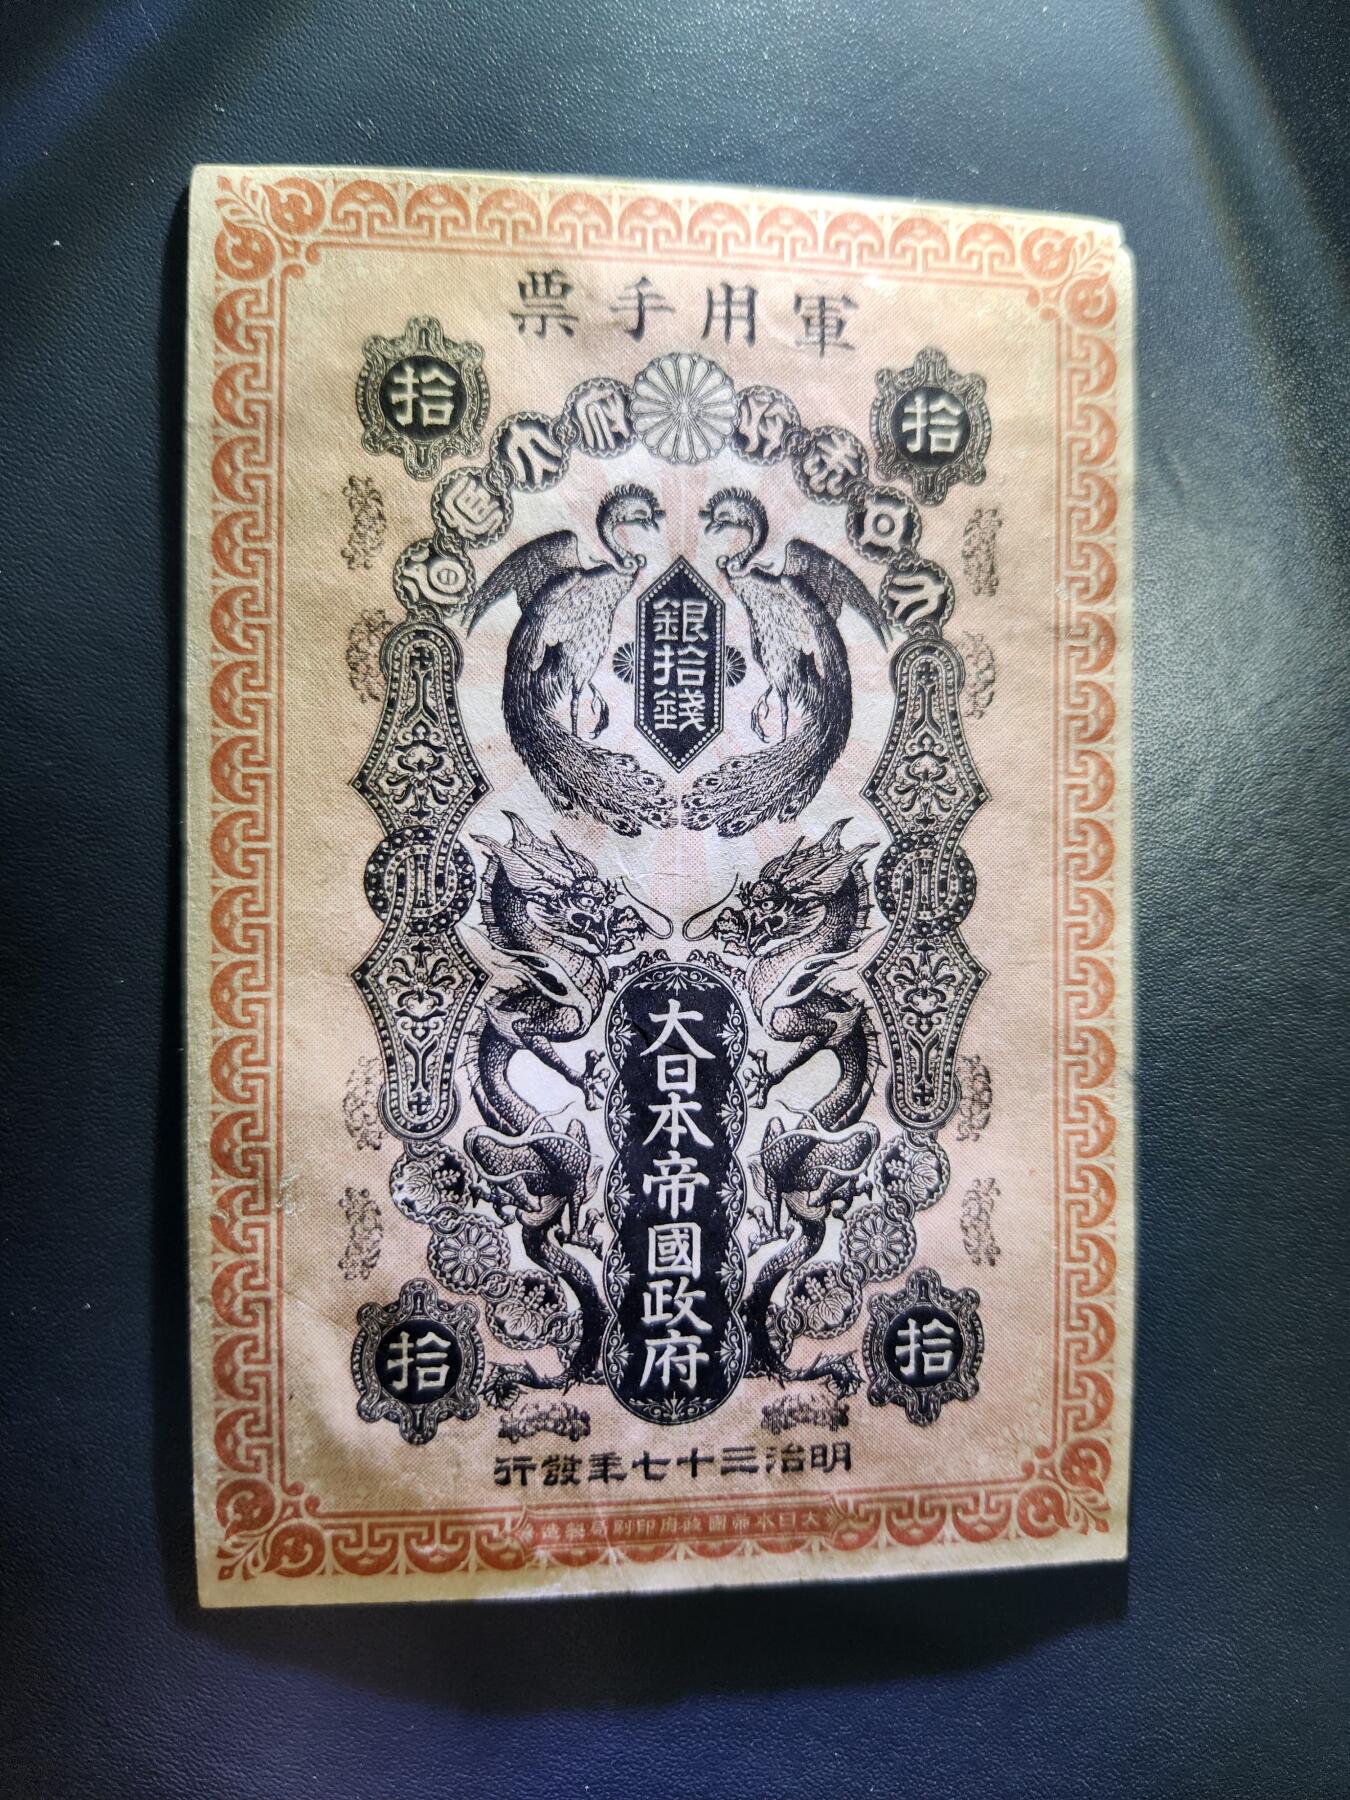 軍用手票
拾
拾
銀拾錢
大日本帝國政府
拾
拾
明治三十七年發行
大日本帝國政府印刷局製造